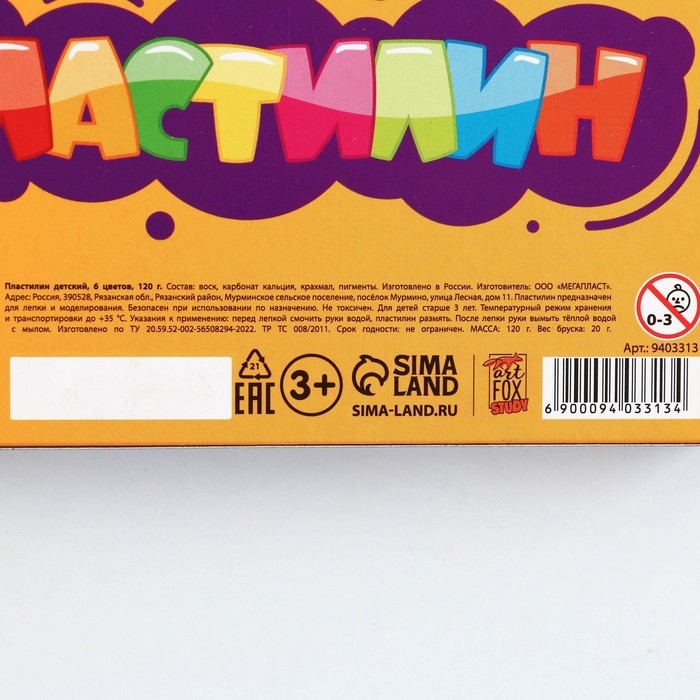 ЛАСТИЛИН
Пластилин детский, 6 цветов, 120 г. Состав: воск, карбонат кальция, крахмал, пигменты. Изготовлено в России. Изготовитель: ООО «МЕГАПЛАСТ».
Адрес: Россия, 390528, Рязанская обл., Рязанский район, Мурминское сельское поселение, посёлок Мурмино, улица Лесная, дом 11. Пластилин предназначен
для лепки и моделирования. Безопасен при использовании по назначению. Не токсичен. Для детей старше 3 лет. Температурный режим хранения
и транспортировки до +35 °C. Указания к применению: перед лепкой смочить руки водой, пластилин размять. После лепки руки вымыть тёплой водой
с мылом. Изготовлено по ТУ 20.59.52-002-56508294-2022. ТР ТС 008/2011. Срок годности: не ограничен. МАССА: 120 г. Вес бруска: 20 г.
0-3
Арт.: 9403313
21
EAC
3+
SIMA
LAND
SIMA-LAND.RU
art
FOX
STUDY
6 900094 033134